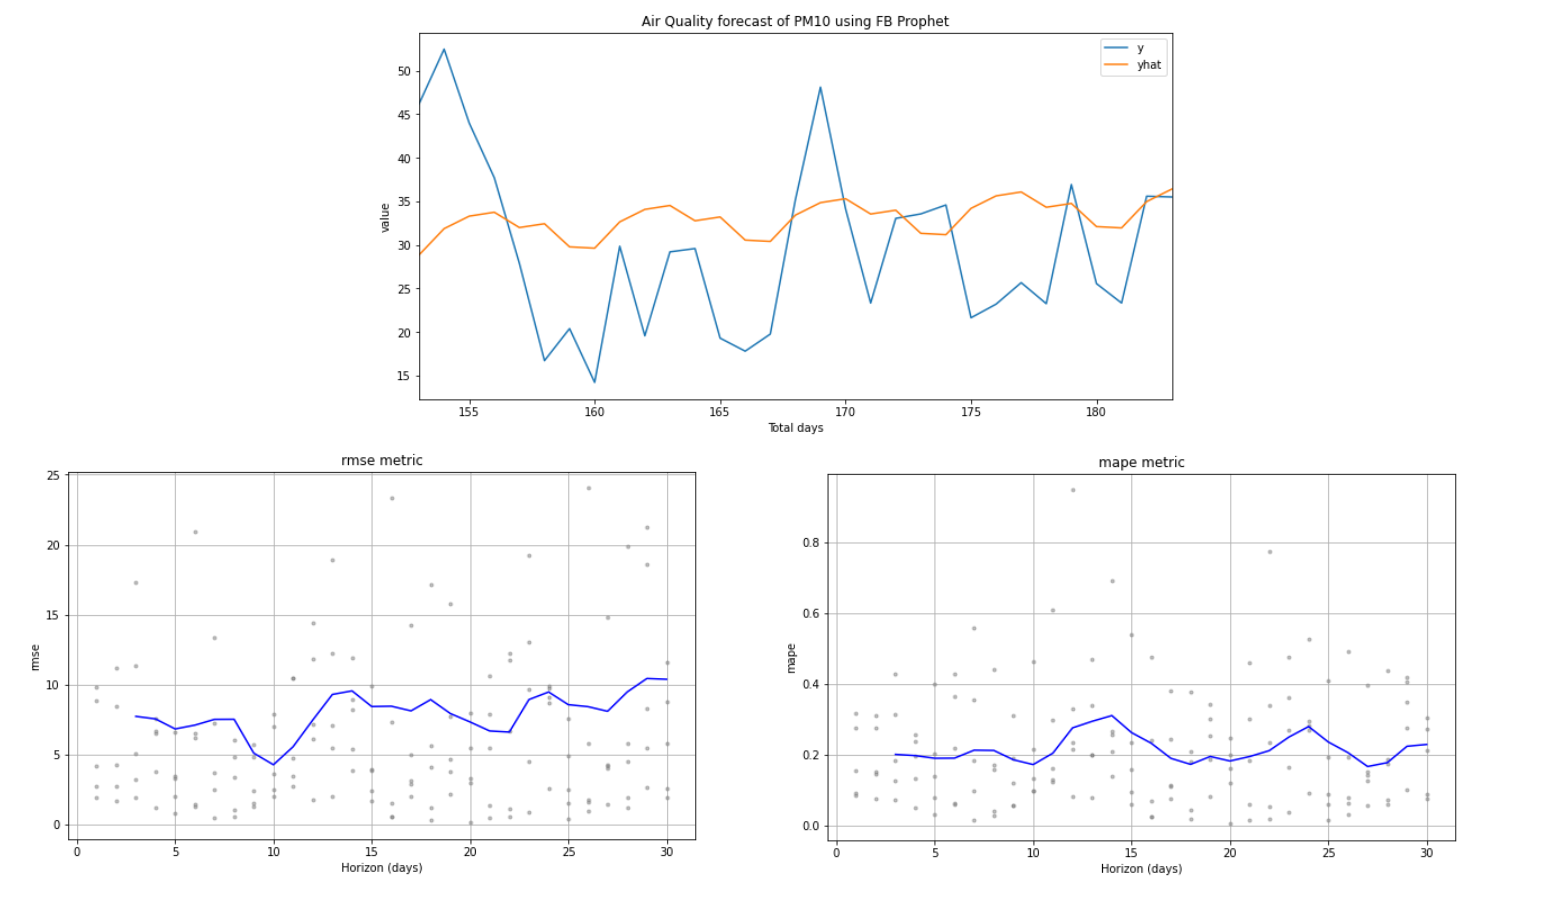 Air Quality forecast of PM10 using FB Prophet
y
yhat
value
50
45
40
35
30
25
20
15
155 160 165 170 175 180
Total days
rmse metric
rmse
25
20
15
10
5
0
0 5 10 15 20 25 30
Horizon (days)
mape metric
mape
0.8
0.6
0.4
0.2
0.0
0 5 10 15 20 25 30
Horizon (days)